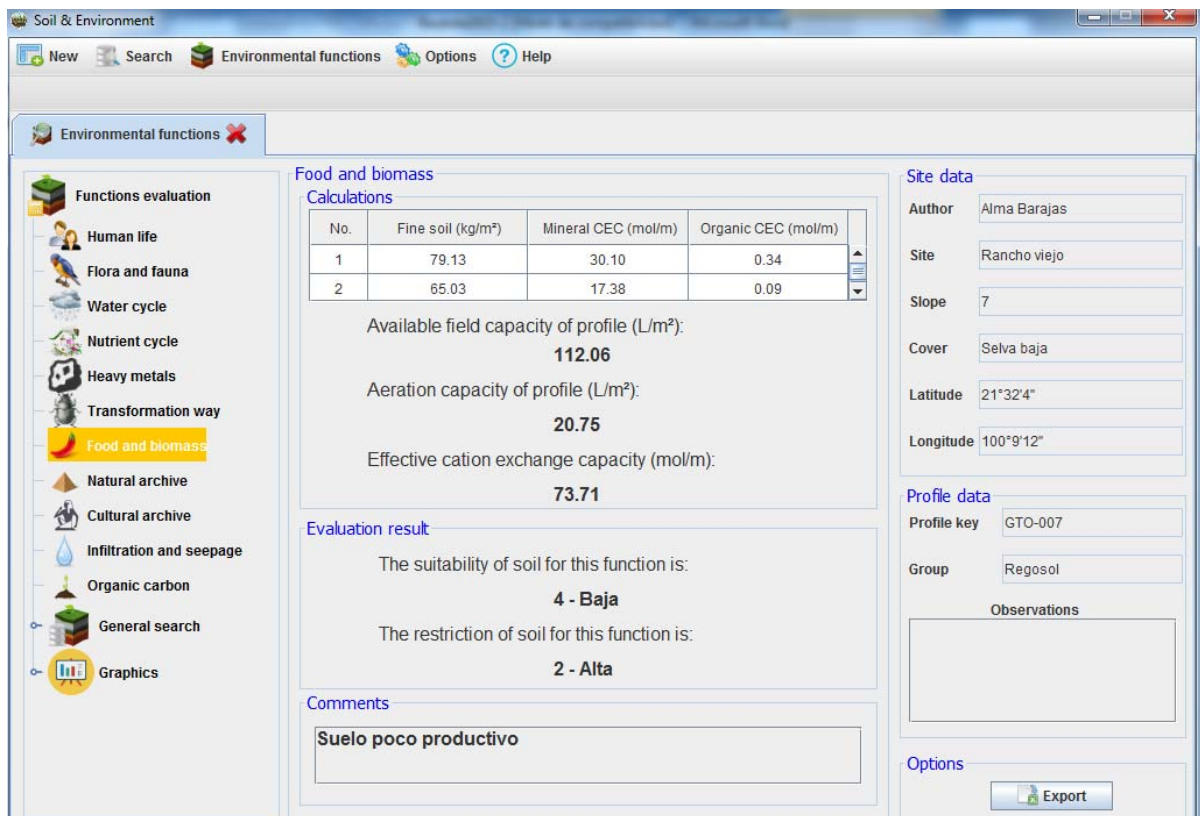 Soil & Environment
New Search Environmental functions Options ? Help
Environmental functions
Functions evaluation
Human life
Flora and fauna
Water cycle
Nutrient cycle
Heavy metals
Transformation way
Food and biomass
Natural archive
Cultural archive
Infiltration and seepage
Organic carbon
General search
Graphics
Food and biomass
Calculations
No. Fine soil (kg/m²) Mineral CEC (mol/m) Organic CEC (mol/m)
1 79.13 30.10 0.34
2 65.03 17.38 0.09
Available field capacity of profile (L/m²):
112.06
Aeration capacity of profile (L/m²):
20.75
Effective cation exchange capacity (mol/m):
73.71
Evaluation result
The suitability of soil for this function is:
4 - Baja
The restriction of soil for this function is:
2 - Alta
Comments
Suelo poco productivo
Site data
Author Alma Barajas
Site Rancho viejo
Slope 7
Cover Selva baja
Latitude 21°32'4"
Longitude 100°9'12"
Profile data
Profile key GTO-007
Group Regosol
Observations
Options
Export